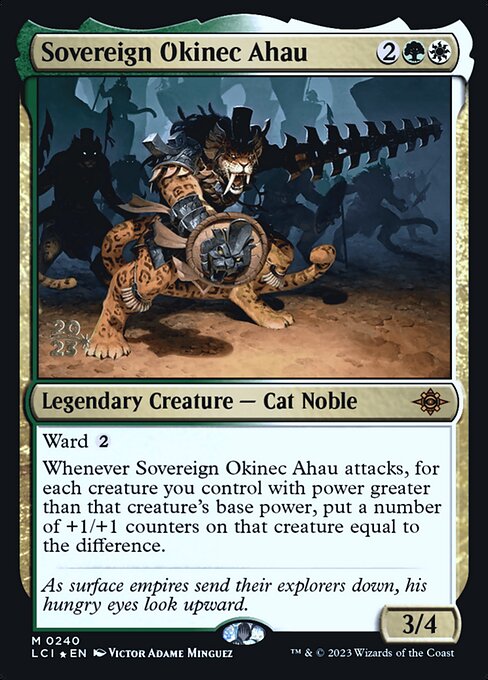 Sovereign Okinec Ahau 2
20
23
Legendary Creature — Cat Noble
Ward 2
Whenever Sovereign Okinec Ahau attacks, for
each creature you control with power greater
than that creature's base power, put a number
of +1/+1 counters on that creature equal to
the difference.
As surface empires send their explorers down, his
hungry eyes look upward.
3/4
M 0240
LCI ★ EN Victor Adame Minguez
™ & © 2023 Wizards of the Coast